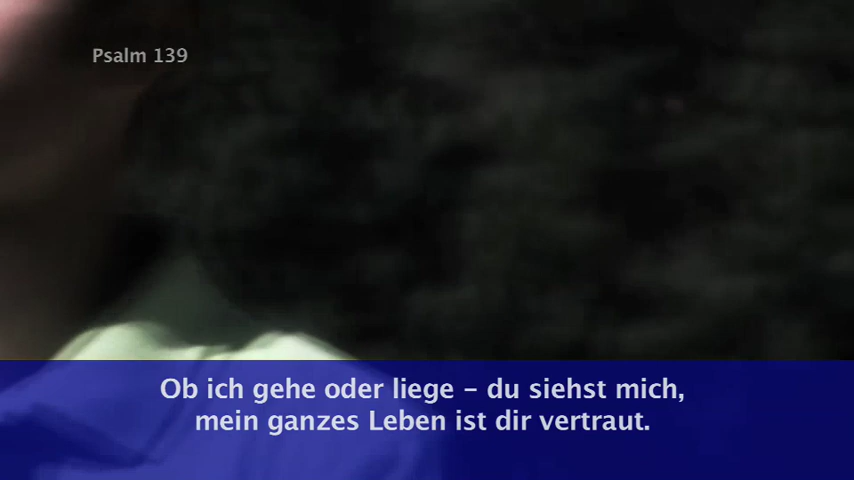 Psalm 139
Ob ich gehe oder liege – du siehst mich,
mein ganzes Leben ist dir vertraut.